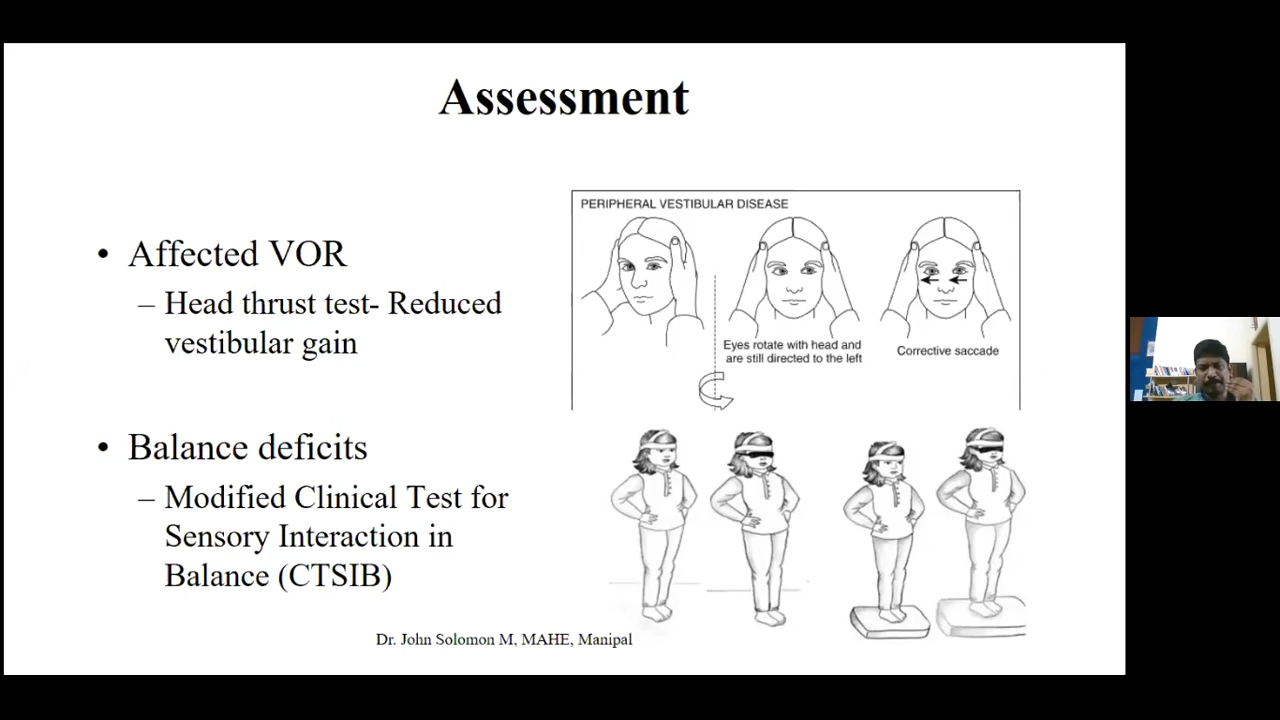 Assessment
• Affected VOR
– Head thrust test- Reduced
vestibular gain
PERIPHERAL VESTIBULAR DISEASE
Eyes rotate with head and
are still directed to the left
Corrective saccade
• Balance deficits
– Modified Clinical Test for
Sensory Interaction in
Balance (CTSIB)
Dr. John Solomon M, MAHE, Manipal